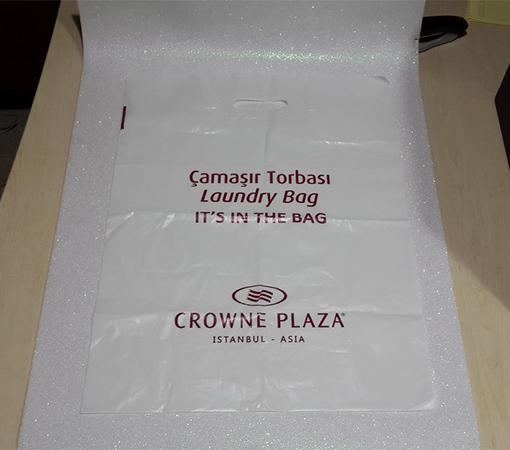 Çamaşır Torbası
Laundry Bag
IT'S IN THE BAG
CROWNE PLAZA®
ISTANBUL - ASIA